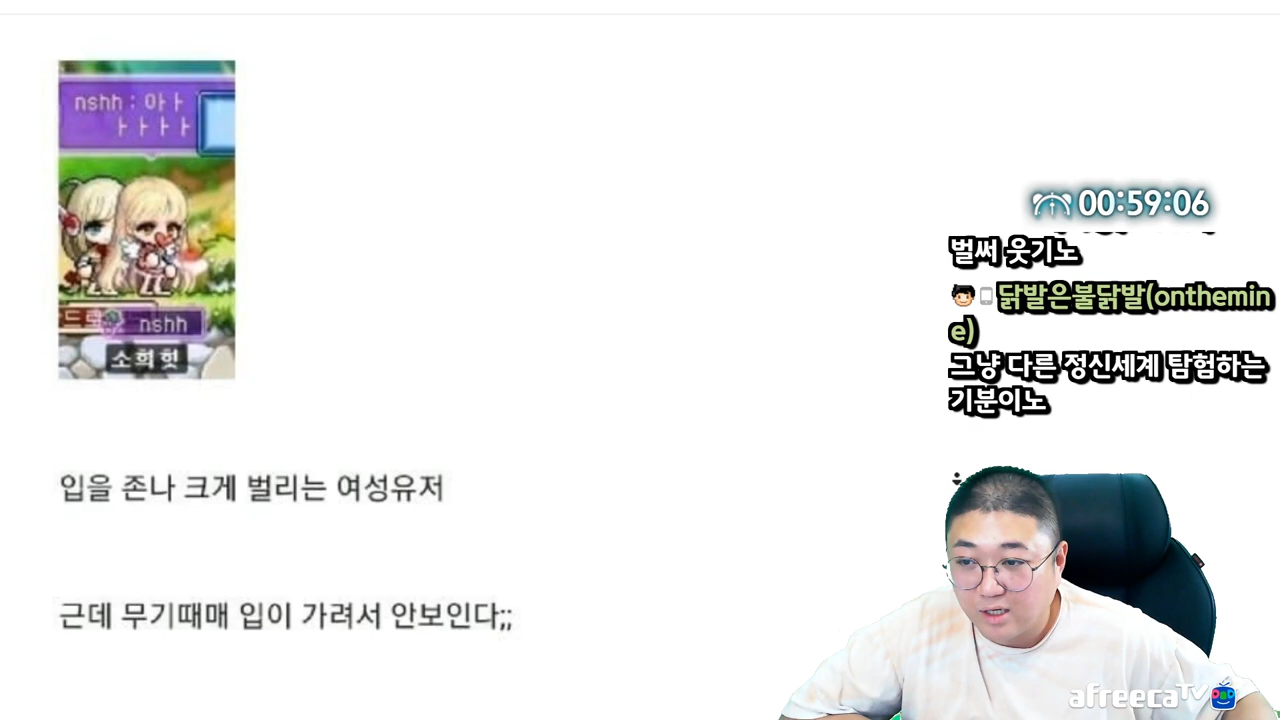 nshh : 아ㅏ
ㅏㅏㅏㅏ
nshh
소희힛
입을 존나 크게 벌리는 여성유저
근데 무기때매 입이 가려서 안보인다;;
00:59:06
벌써 웃기노
닭발은불닭발(onthemin
e)
그냥 다른 정신세계 탐험하는
기분이노
afreecaTV